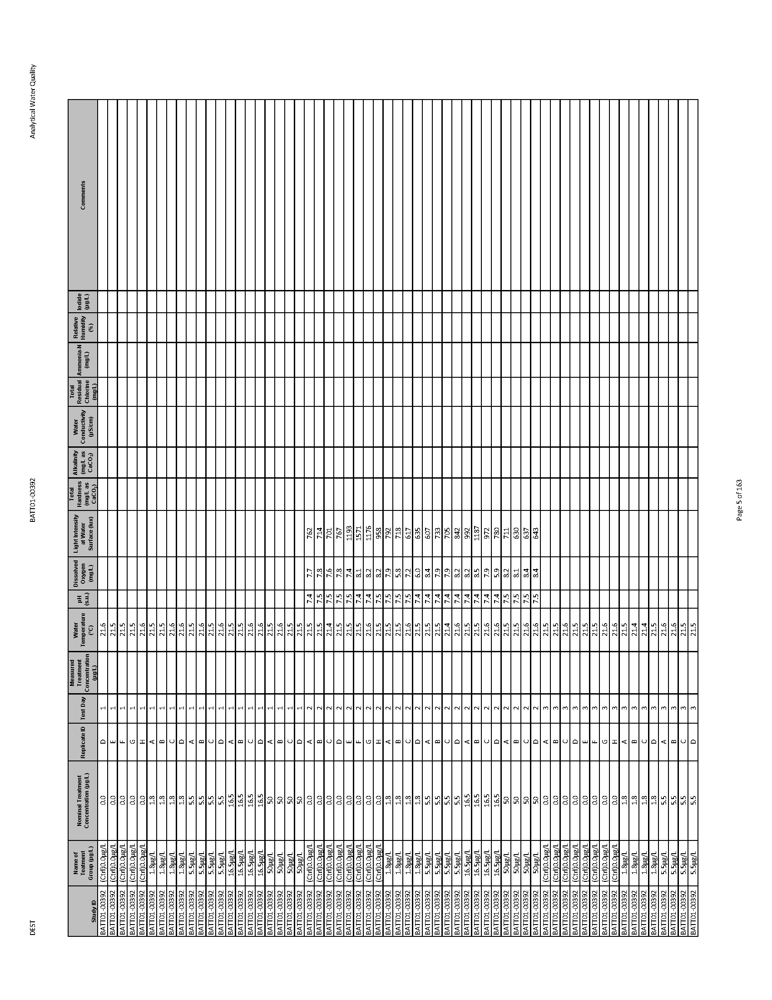 DEST BATT01-00392 Analytical Water Quality
Study ID Name of Teatment Group (µg/L) Nominal Treatment Concentration (µg/L) Replicate ID Test Day Measured Treatment Concentration (µg/L) Water Temperature (°C) pH (s.u.) Dissolved Oxygen (mg/L) Light Intensity at Water Surface (lux) Total Hardness (mg/L as CaCO₃) Alkalinity (mg/L as CaCO₃) Water Conductivity (µS/cm) Total Residual Chlorine (mg/L) Ammonia-N (mg/L) Relative Humidity (%) Iodide (µg/L) Comments
BATT01-00392 (Ctrl)0.0µg/L 0.0 D 1 21.6
BATT01-00392 (Ctrl)0.0µg/L 0.0 E 1 21.5
BATT01-00392 (Ctrl)0.0µg/L 0.0 F 1 21.5
BATT01-00392 (Ctrl)0.0µg/L 0.0 G 1 21.5
BATT01-00392 (Ctrl)0.0µg/L 0.0 H 1 21.6
BATT01-00392 1.8µg/L 1.8 A 1 21.5
BATT01-00392 1.8µg/L 1.8 B 1 21.5
BATT01-00392 1.8µg/L 1.8 C 1 21.6
BATT01-00392 1.8µg/L 1.8 D 1 21.6
BATT01-00392 5.5µg/L 5.5 A 1 21.5
BATT01-00392 5.5µg/L 5.5 B 1 21.6
BATT01-00392 5.5µg/L 5.5 C 1 21.5
BATT01-00392 5.5µg/L 5.5 D 1 21.6
BATT01-00392 16.5µg/L 16.5 A 1 21.5
BATT01-00392 16.5µg/L 16.5 B 1 21.5
BATT01-00392 16.5µg/L 16.5 C 1 21.6
BATT01-00392 16.5µg/L 16.5 D 1 21.6
BATT01-00392 50µg/L 50 A 1 21.5
BATT01-00392 50µg/L 50 B 1 21.6
BATT01-00392 50µg/L 50 C 1 21.5
BATT01-00392 50µg/L 50 D 1 21.5
BATT01-00392 (Ctrl)0.0µg/L 0.0 A 2 21.5 7.4 7.7 762
BATT01-00392 (Ctrl)0.0µg/L 0.0 B 2 21.5 7.5 7.8 714
BATT01-00392 (Ctrl)0.0µg/L 0.0 C 2 21.4 7.5 7.6 701
BATT01-00392 (Ctrl)0.0µg/L 0.0 D 2 21.5 7.5 7.8 767
BATT01-00392 (Ctrl)0.0µg/L 0.0 E 2 21.5 7.5 7.4 1193
BATT01-00392 (Ctrl)0.0µg/L 0.0 F 2 21.5 7.4 8.1 1571
BATT01-00392 (Ctrl)0.0µg/L 0.0 G 2 21.6 7.4 8.2 1176
BATT01-00392 (Ctrl)0.0µg/L 0.0 H 2 21.5 7.5 8.2 958
BATT01-00392 1.8µg/L 1.8 A 2 21.5 7.5 7.9 792
BATT01-00392 1.8µg/L 1.8 B 2 21.5 7.5 5.8 718
BATT01-00392 1.8µg/L 1.8 C 2 21.6 7.5 7.2 617
BATT01-00392 1.8µg/L 1.8 D 2 21.5 7.4 6.0 635
BATT01-00392 5.5µg/L 5.5 A 2 21.5 7.4 8.4 607
BATT01-00392 5.5µg/L 5.5 B 2 21.5 7.4 7.9 733
BATT01-00392 5.5µg/L 5.5 C 2 21.4 7.4 7.9 705
BATT01-00392 5.5µg/L 5.5 D 2 21.6 7.4 8.2 842
BATT01-00392 16.5µg/L 16.5 A 2 21.5 7.4 8.2 992
BATT01-00392 16.5µg/L 16.5 B 2 21.5 7.4 8.5 1187
BATT01-00392 16.5µg/L 16.5 C 2 21.6 7.4 7.9 972
BATT01-00392 16.5µg/L 16.5 D 2 21.6 7.4 5.9 780
BATT01-00392 50µg/L 50 A 2 21.5 7.5 8.2 711
BATT01-00392 50µg/L 50 B 2 21.5 7.5 8.1 630
BATT01-00392 50µg/L 50 C 2 21.6 7.5 8.4 637
BATT01-00392 50µg/L 50 D 2 21.6 7.5 8.4 643
BATT01-00392 (Ctrl)0.0µg/L 0.0 A 3 21.5
BATT01-00392 (Ctrl)0.0µg/L 0.0 B 3 21.5
BATT01-00392 (Ctrl)0.0µg/L 0.0 C 3 21.6
BATT01-00392 (Ctrl)0.0µg/L 0.0 D 3 21.5
BATT01-00392 (Ctrl)0.0µg/L 0.0 E 3 21.5
BATT01-00392 (Ctrl)0.0µg/L 0.0 F 3 21.5
BATT01-00392 (Ctrl)0.0µg/L 0.0 G 3 21.6
BATT01-00392 (Ctrl)0.0µg/L 0.0 H 3 21.6
BATT01-00392 1.8µg/L 1.8 A 3 21.5
BATT01-00392 1.8µg/L 1.8 B 3 21.4
BATT01-00392 1.8µg/L 1.8 C 3 21.4
BATT01-00392 1.8µg/L 1.8 D 3 21.5
BATT01-00392 5.5µg/L 5.5 A 3 21.6
BATT01-00392 5.5µg/L 5.5 B 3 21.6
BATT01-00392 5.5µg/L 5.5 C 3 21.5
BATT01-00392 5.5µg/L 5.5 D 3 21.5
Page 5 of 163